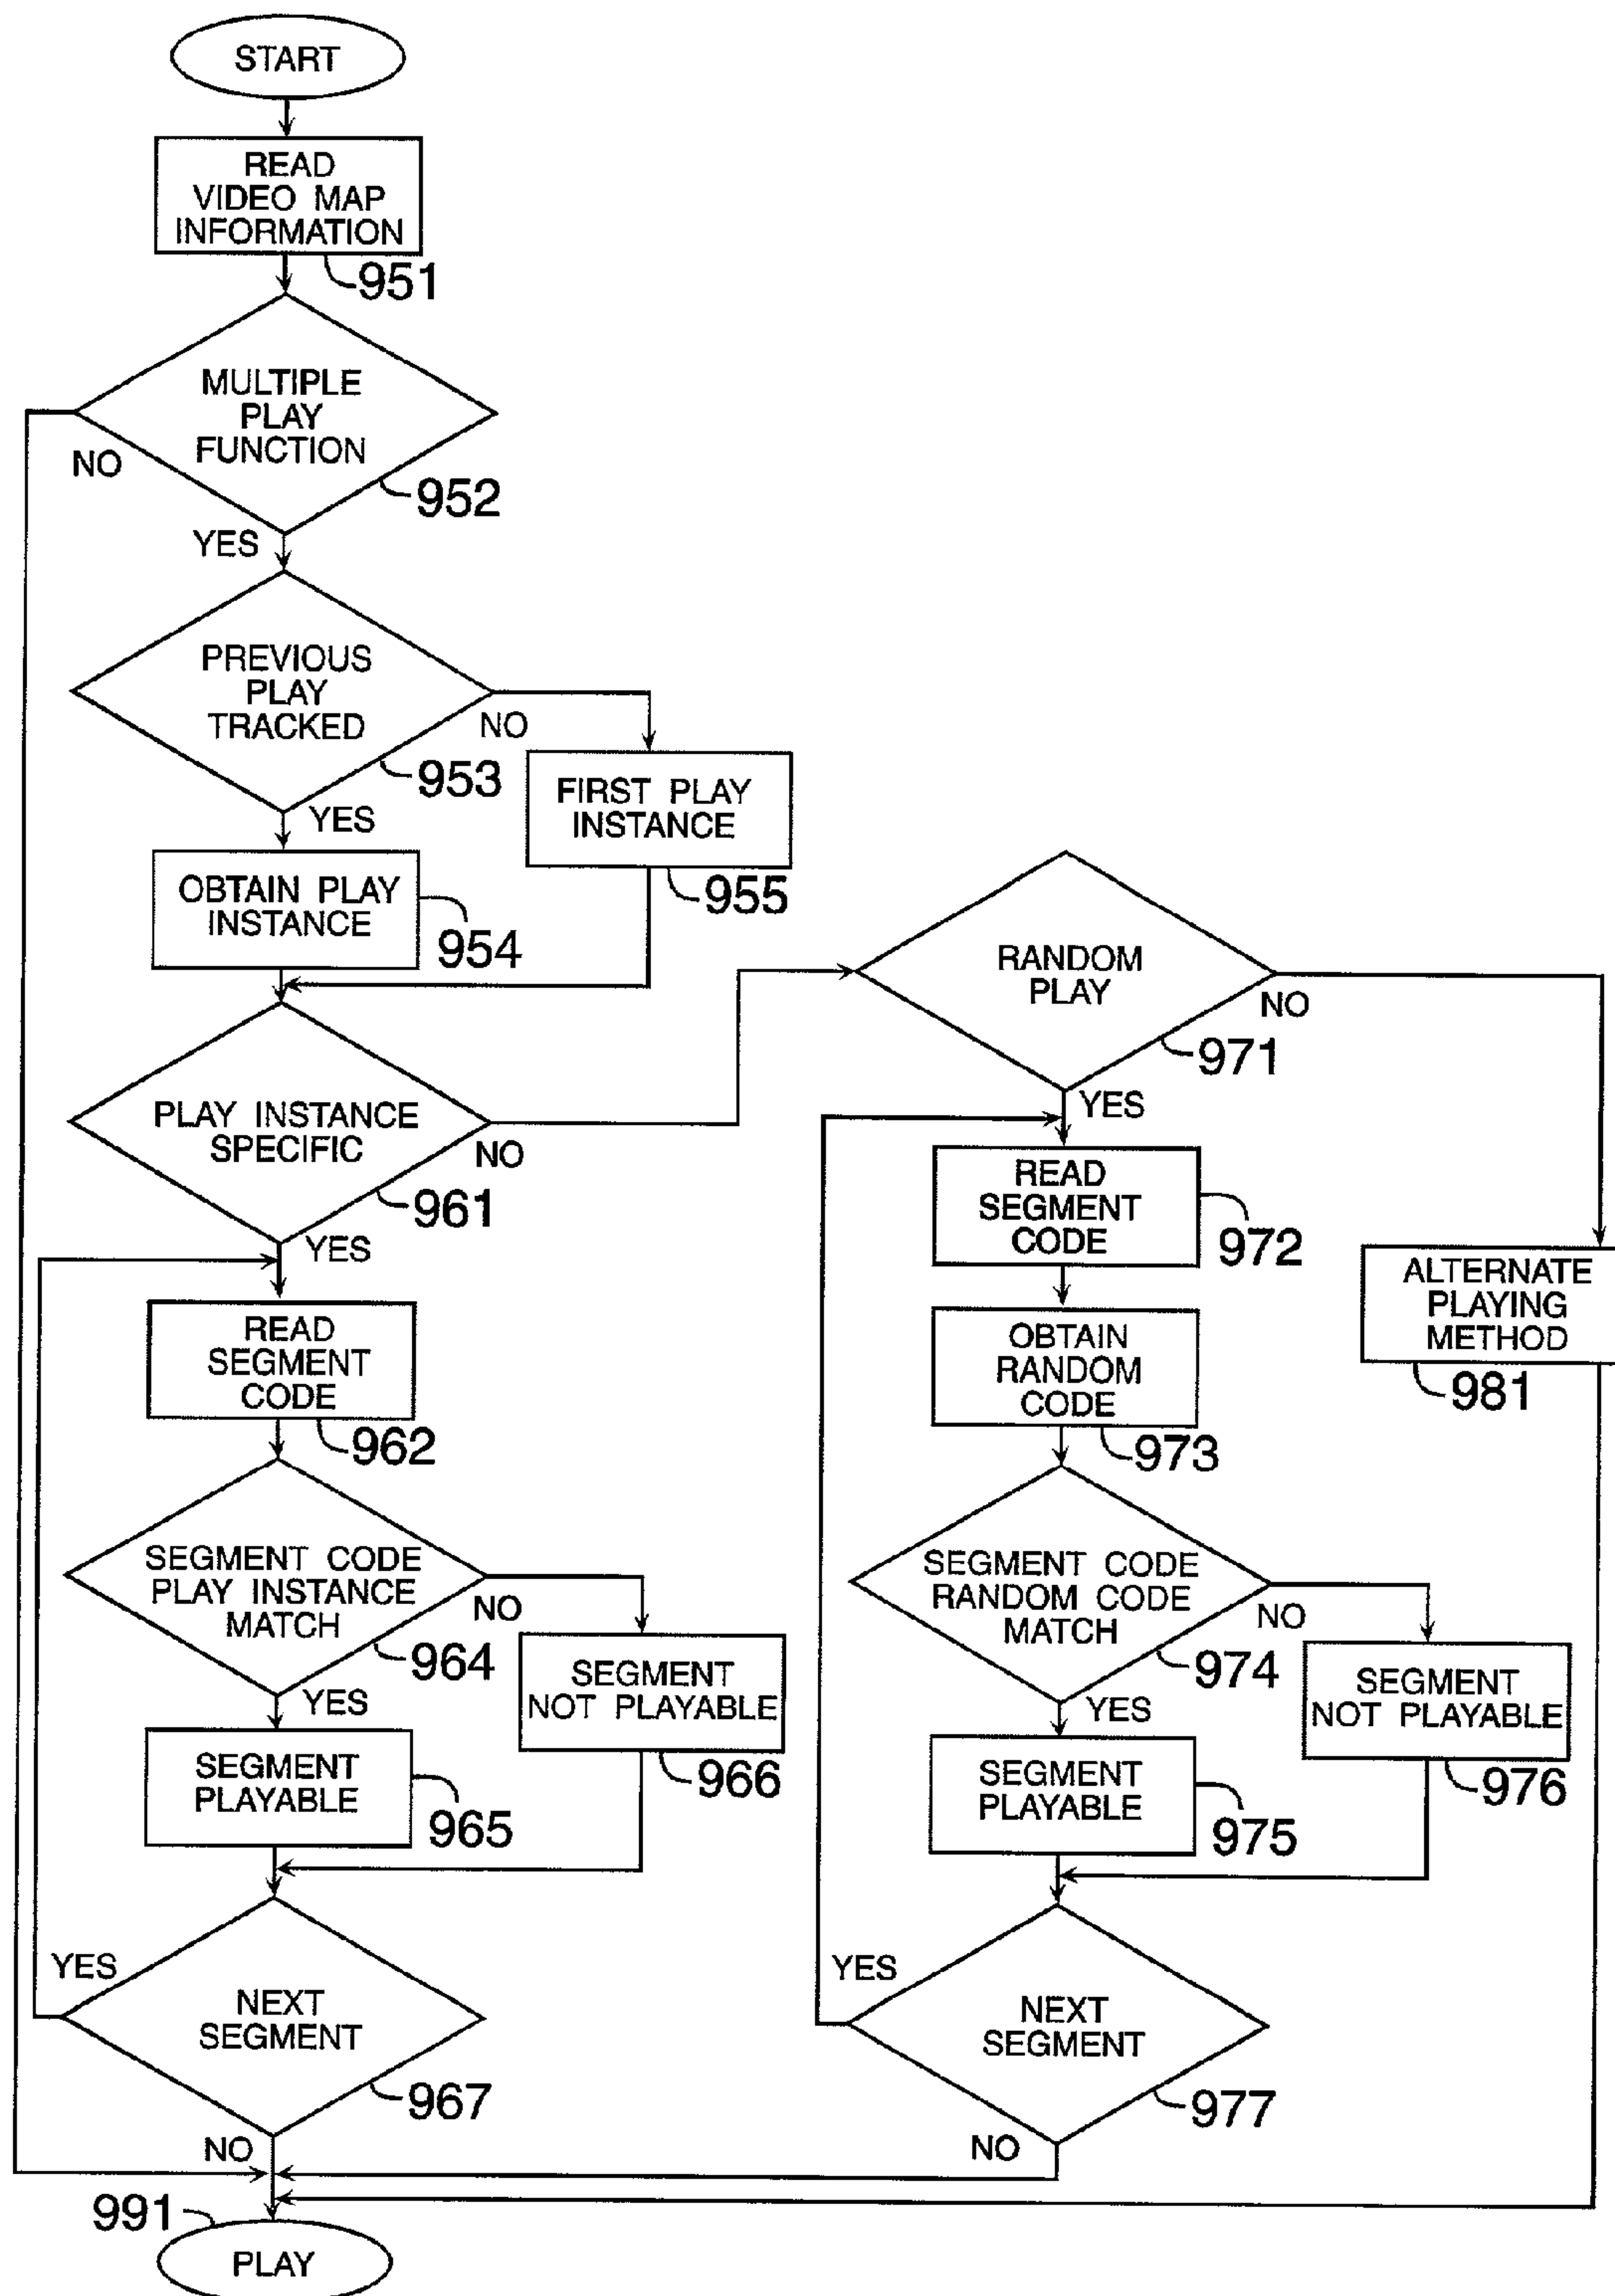 START
READ
VIDEO MAP
INFORMATION
951
MULTIPLE
PLAY
FUNCTION
NO
952
YES
PREVIOUS
PLAY
TRACKED
NO
953
YES
FIRST PLAY
INSTANCE
955
OBTAIN PLAY
INSTANCE
954
PLAY INSTANCE
SPECIFIC
NO
961
YES
READ
SEGMENT
CODE
962
SEGMENT CODE
PLAY INSTANCE
MATCH
NO
964
YES
SEGMENT
NOT PLAYABLE
966
SEGMENT
PLAYABLE
965
YES
NEXT
SEGMENT
967
NO
RANDOM
PLAY
NO
971
YES
READ
SEGMENT
CODE
972
OBTAIN
RANDOM
CODE
973
ALTERNATE
PLAYING
METHOD
981
SEGMENT CODE
RANDOM CODE
MATCH
NO
974
YES
SEGMENT
NOT PLAYABLE
976
SEGMENT
PLAYABLE
975
YES
NEXT
SEGMENT
977
NO
991
PLAY